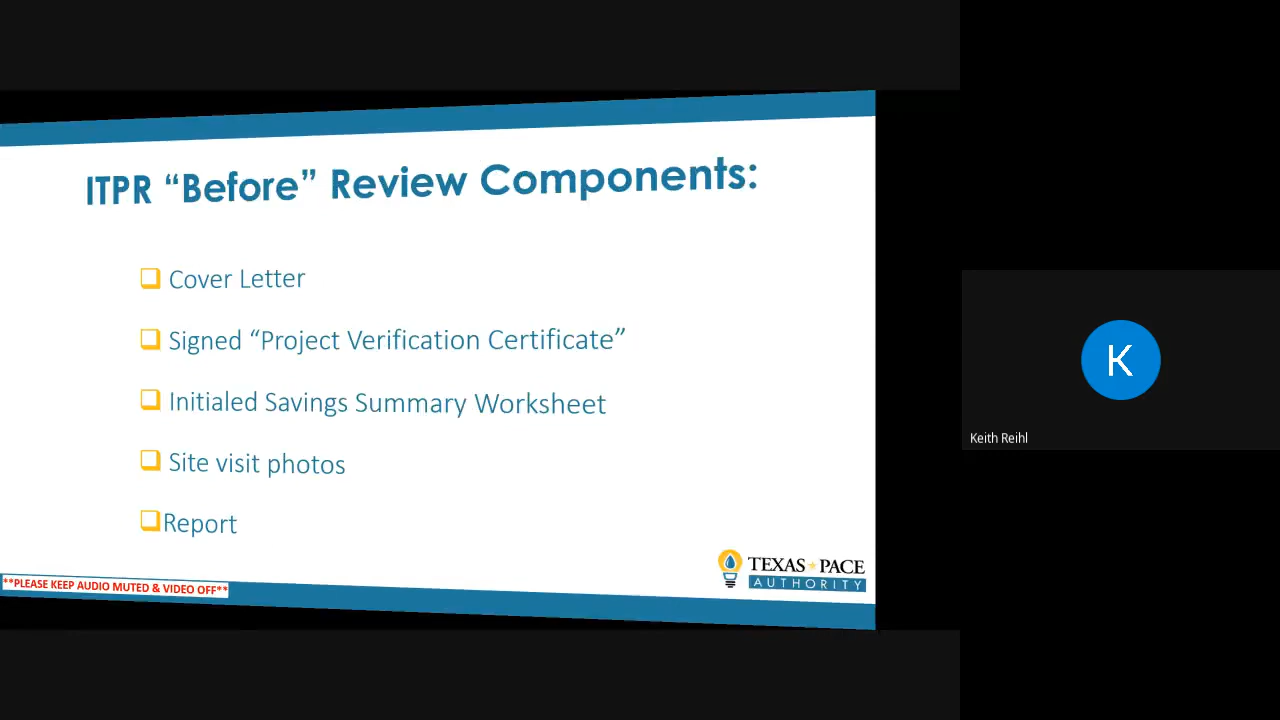 ITPR “Before” Review Components:
Cover Letter
Signed “Project Verification Certificate”
Initialed Savings Summary Worksheet
Site visit photos
Report
**PLEASE KEEP AUDIO MUTED & VIDEO OFF**
TEXAS PACE
AUTHORITY
K
Keith Reihl